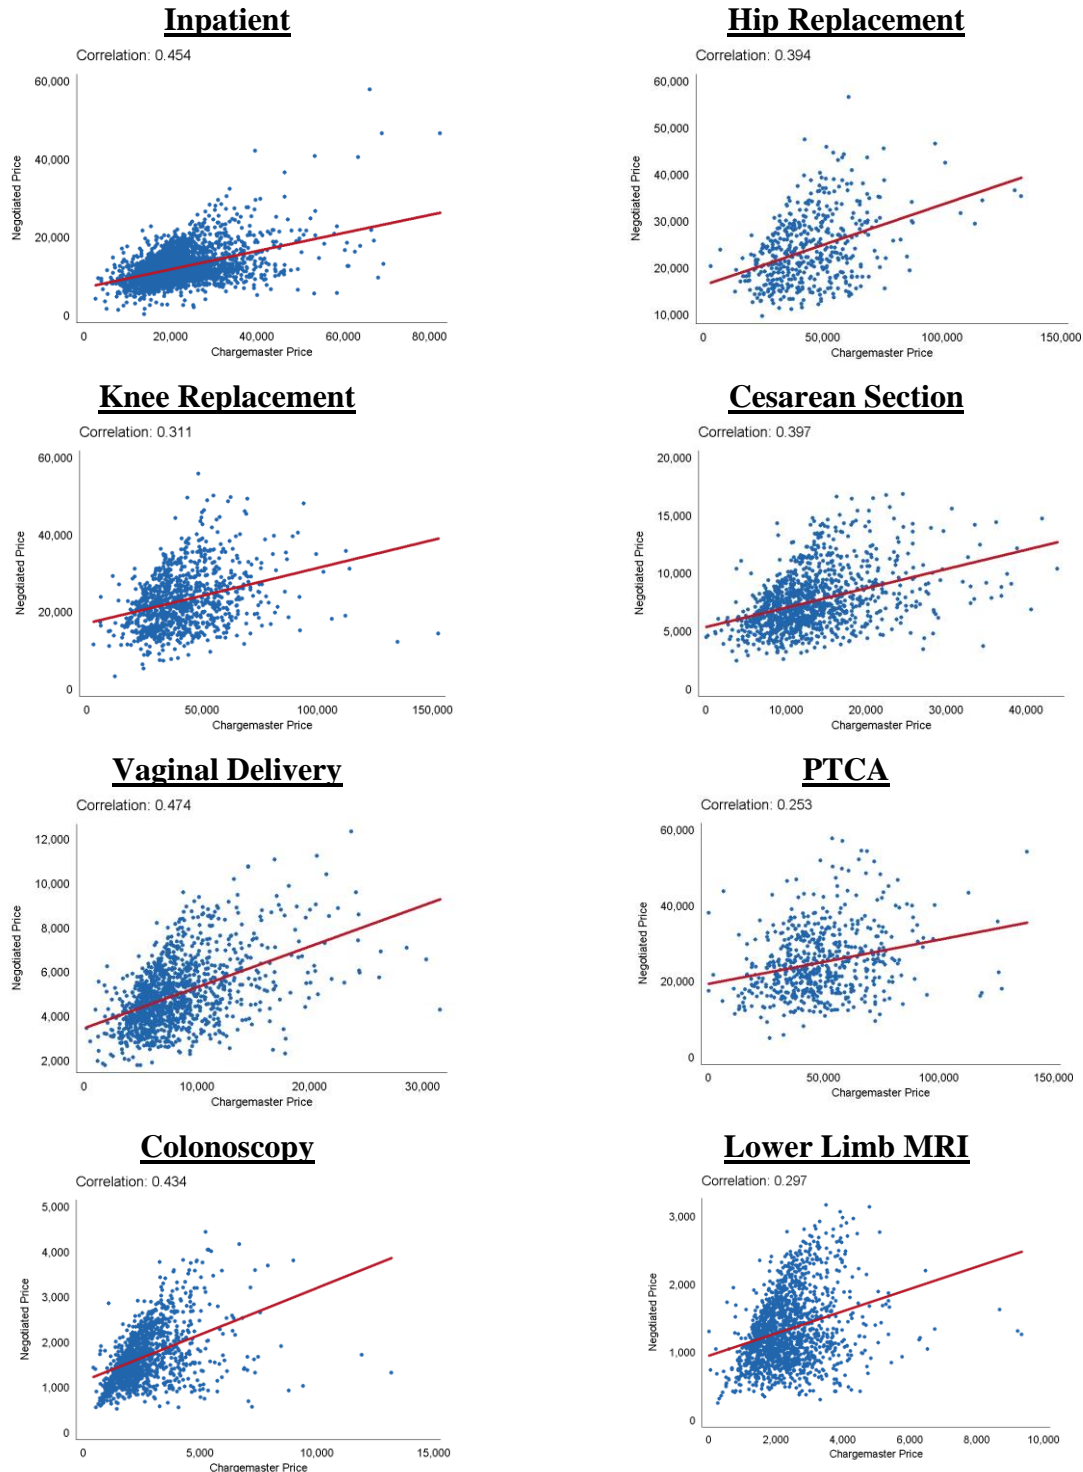 Inpatient
Correlation: 0.454
60,000
40,000
20,000
0
Negotiated Price
0 20,000 40,000 60,000 80,000
Chargemaster Price
Hip Replacement
Correlation: 0.394
60,000
50,000
40,000
30,000
20,000
10,000
Negotiated Price
0 50,000 100,000 150,000
Chargemaster Price
Knee Replacement
Correlation: 0.311
60,000
40,000
20,000
0
Negotiated Price
0 50,000 100,000 150,000
Chargemaster Price
Cesarean Section
Correlation: 0.397
20,000
15,000
10,000
5,000
0
Negotiated Price
0 10,000 20,000 30,000 40,000
Chargemaster Price
Vaginal Delivery
Correlation: 0.474
12,000
10,000
8,000
6,000
4,000
2,000
Negotiated Price
0 10,000 20,000 30,000
Chargemaster Price
PTCA
Correlation: 0.253
60,000
40,000
20,000
0
Negotiated Price
0 50,000 100,000 150,000
Chargemaster Price
Colonoscopy
Correlation: 0.434
5,000
4,000
3,000
2,000
1,000
0
Negotiated Price
0 5,000 10,000 15,000
Chargemaster Price
Lower Limb MRI
Correlation: 0.297
3,000
2,000
1,000
0
Negotiated Price
0 2,000 4,000 6,000 8,000 10,000
Chargemaster Price